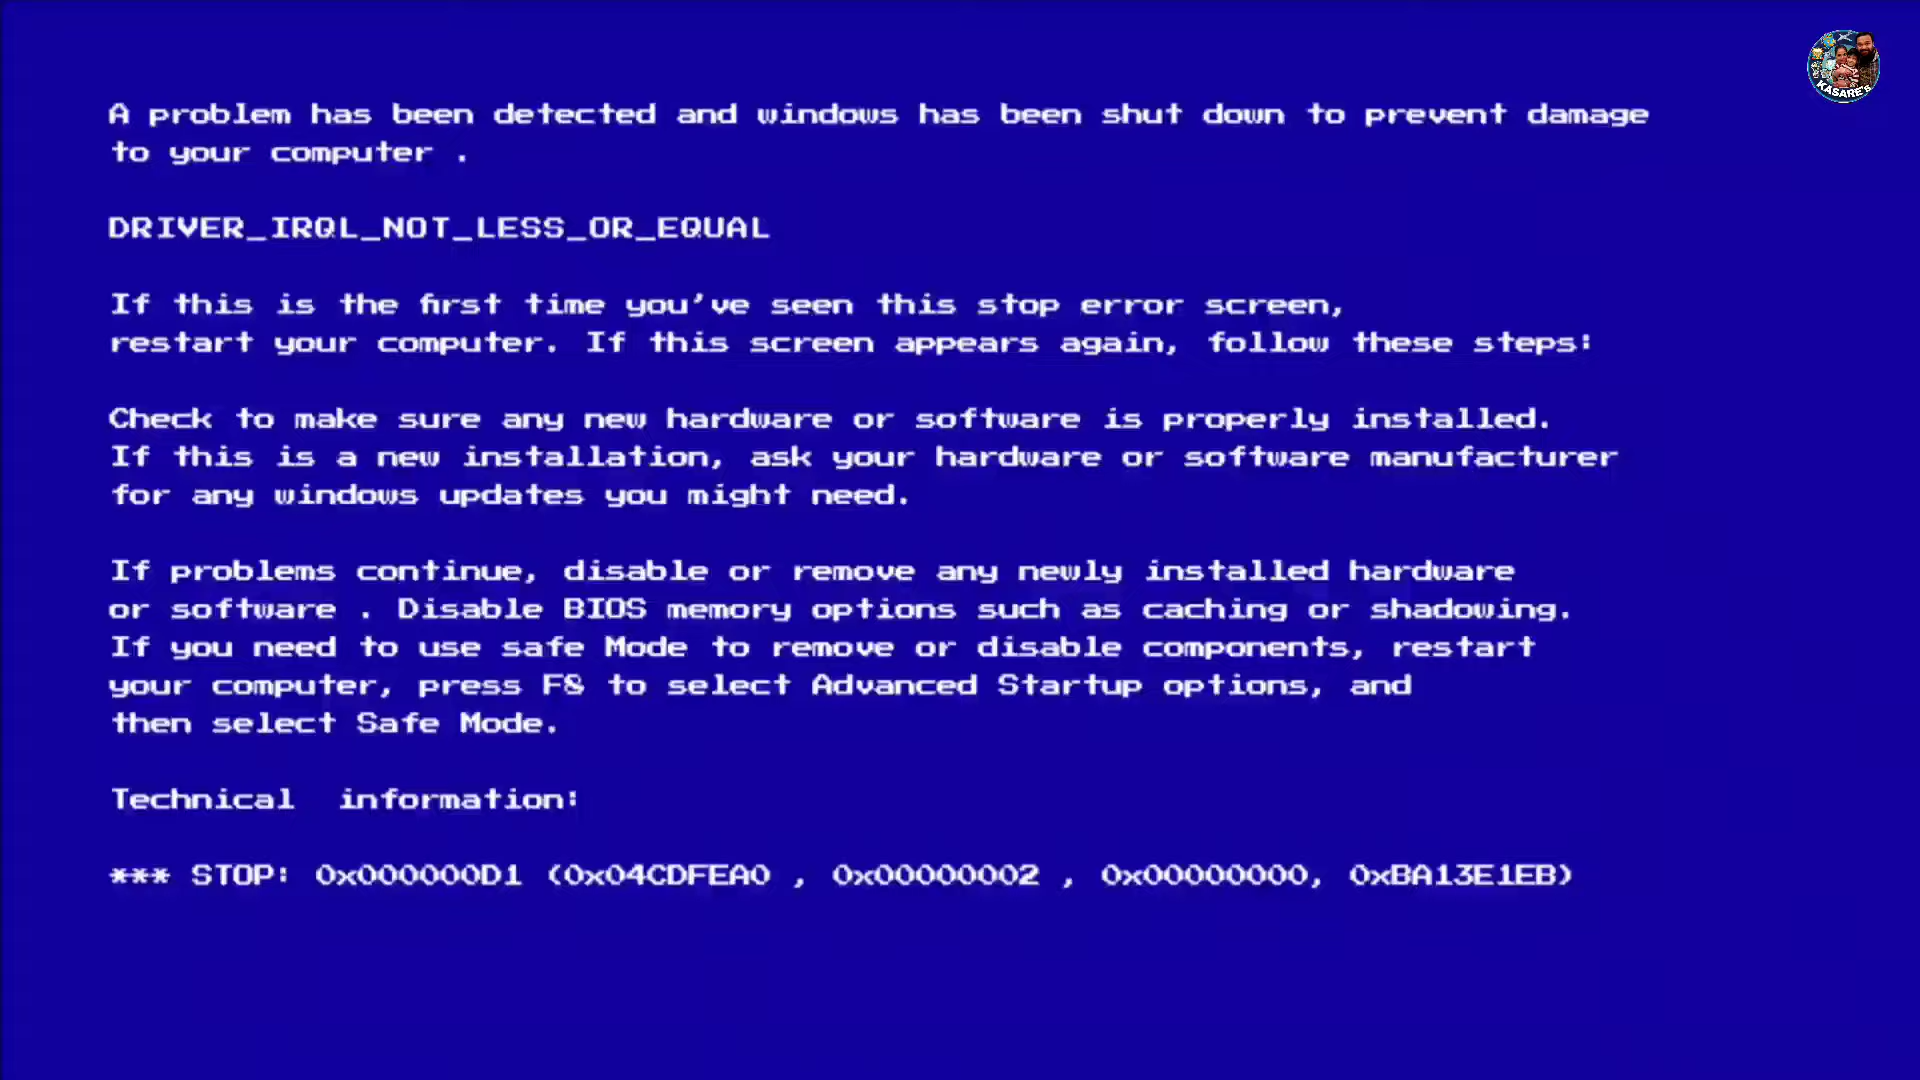 KASARE's
A problem has been detected and windows has been shut down to prevent damage
to your computer .
DRIVER_IRQL_NOT_LESS_OR_EQUAL
If this is the first time you've seen this stop error screen,
restart your computer. If this screen appears again, follow these steps:
Check to make sure any new hardware or software is properly installed.
If this is a new installation, ask your hardware or software manufacturer
for any windows updates you might need.
If problems continue, disable or remove any newly installed hardware
or software . Disable BIOS memory options such as caching or shadowing.
If you need to use safe Mode to remove or disable components, restart
your computer, press F& to select Advanced Startup options, and
then select Safe Mode.
Technical information:
*** STOP: 0x000000D1 (0x04CDFEA0 , 0x00000002 , 0x00000000, 0xBA13E1EB)